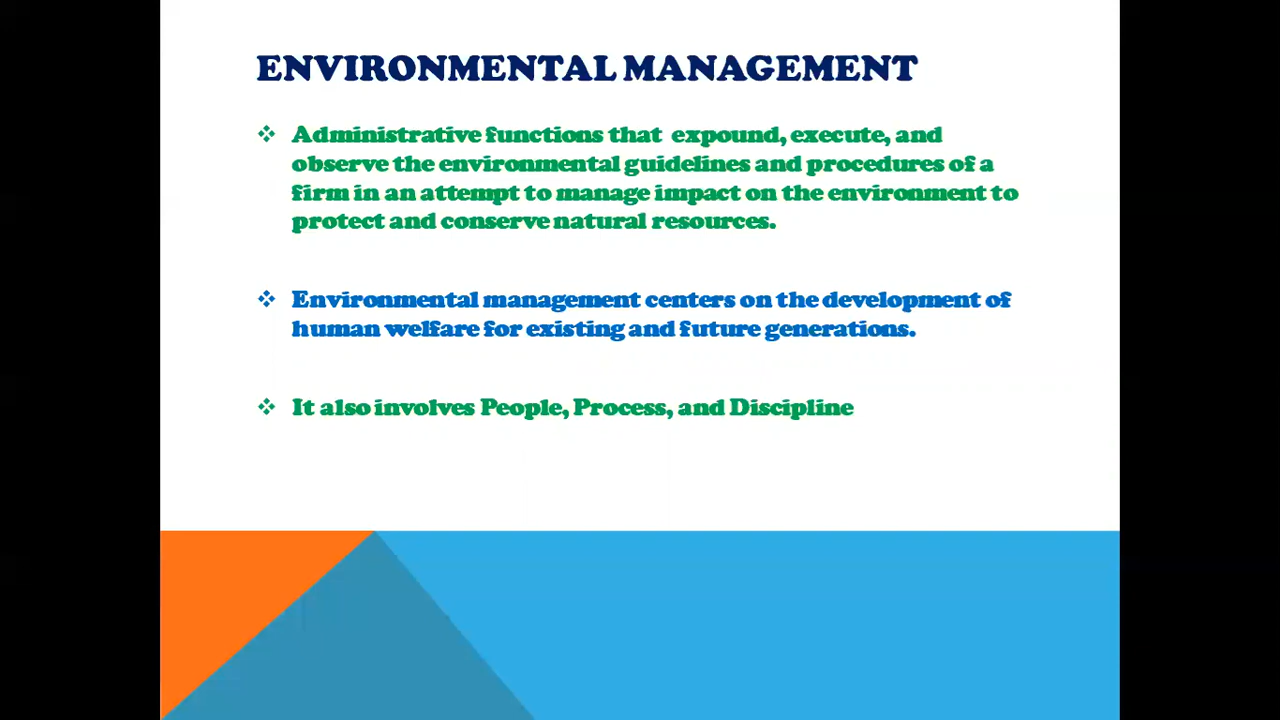 ENVIRONMENTAL MANAGEMENT
Administrative functions that expound, execute, and
observe the environmental guidelines and procedures of a
firm in an attempt to manage impact on the environment to
protect and conserve natural resources.
Environmental management centers on the development of
human welfare for existing and future generations.
It also involves People, Process, and Discipline